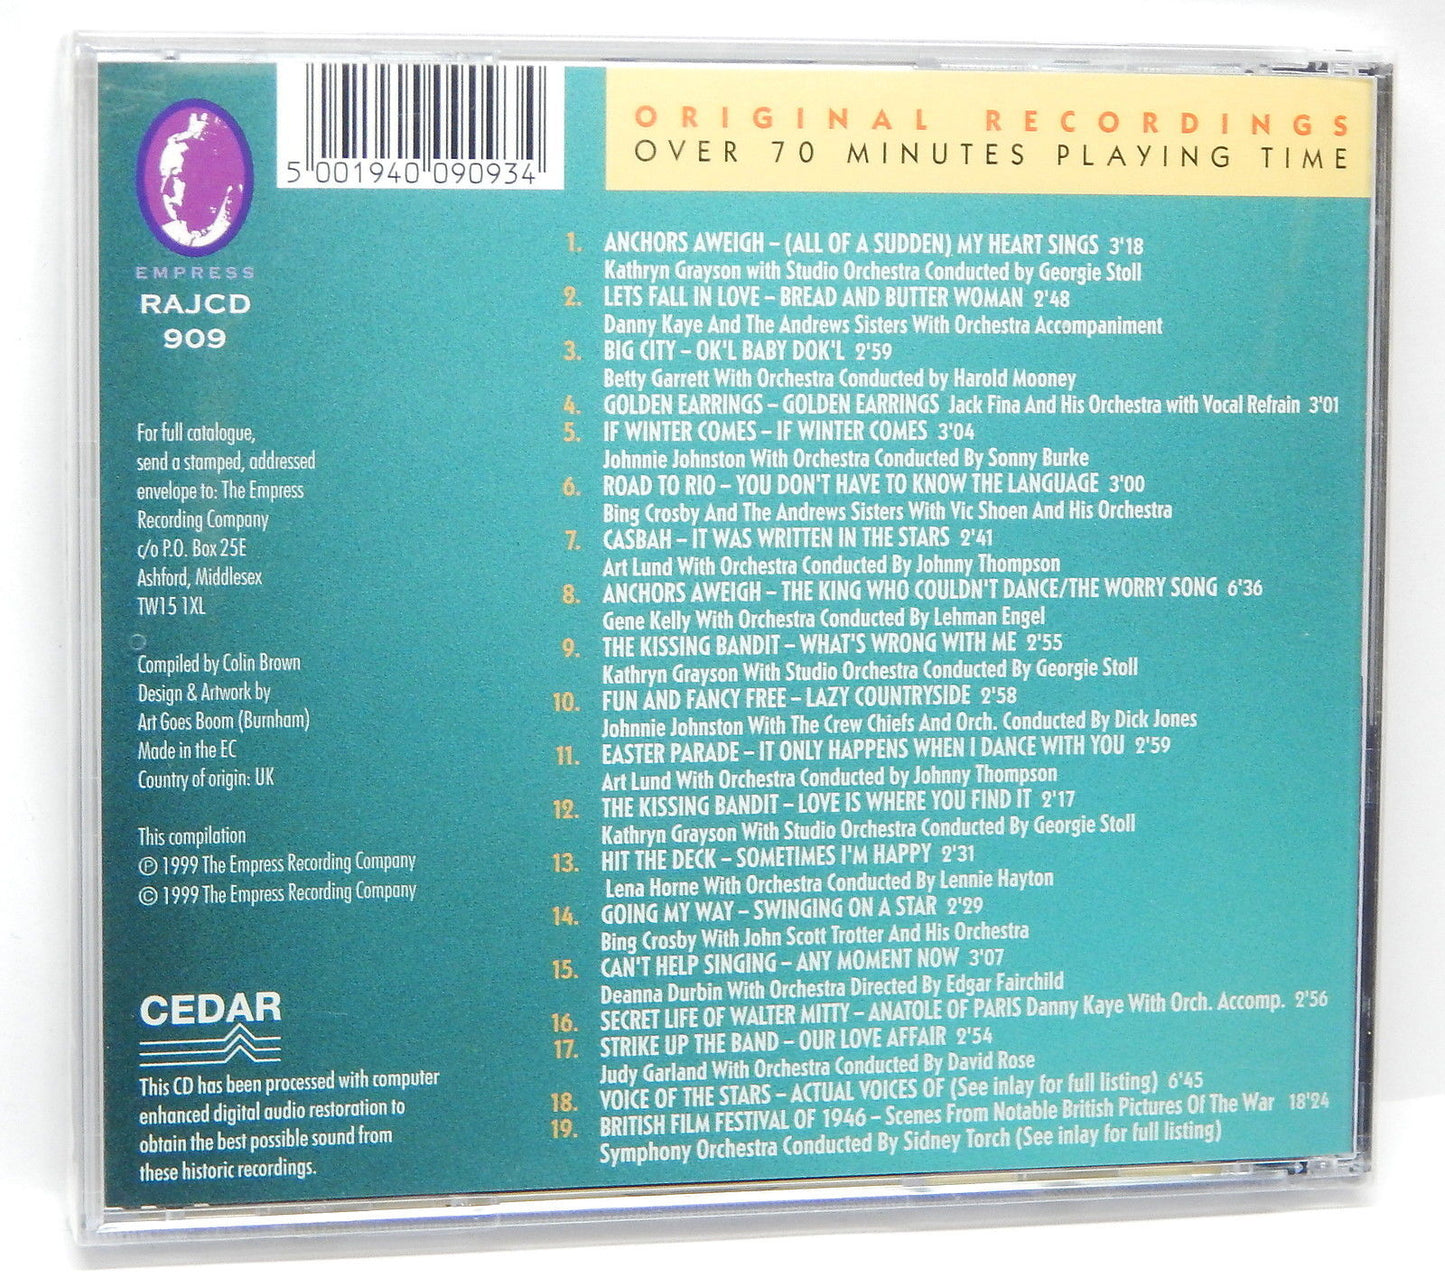 5 001940 090934
ORIGINAL RECORDINGS
OVER 70 MINUTES PLAYING TIME
EMPRESS
RAJCD
909
For full catalogue,
send a stamped, addressed
envelope to: The Empress
Recording Company
c/o P.O. Box 25E
Ashford, Middlesex
TW15 1XL
Compiled by Colin Brown
Design & Artwork by
Art Goes Boom (Burnham)
Made in the EC
Country of origin: UK
This compilation
℗ 1999 The Empress Recording Company
© 1999 The Empress Recording Company
CEDAR
This CD has been processed with computer
enhanced digital audio restoration to
obtain the best possible sound from
these historic recordings.
1. ANCHORS AWEIGH – (ALL OF A SUDDEN) MY HEART SINGS 3'18
Kathryn Grayson with Studio Orchestra Conducted by Georgie Stoll
2. LETS FALL IN LOVE – BREAD AND BUTTER WOMAN 2'48
Danny Kaye And The Andrews Sisters With Orchestra Accompaniment
3. BIG CITY – OK'L BABY DOK'L 2'59
Betty Garrett With Orchestra Conducted by Harold Mooney
4. GOLDEN EARRINGS – GOLDEN EARRINGS Jack Fina And His Orchestra with Vocal Refrain 3'01
5. IF WINTER COMES – IF WINTER COMES 3'04
Johnnie Johnston With Orchestra Conducted By Sonny Burke
6. ROAD TO RIO – YOU DON'T HAVE TO KNOW THE LANGUAGE 3'00
Bing Crosby And The Andrews Sisters With Vic Shoen And His Orchestra
7. CASBAH – IT WAS WRITTEN IN THE STARS 2'41
Art Lund With Orchestra Conducted By Johnny Thompson
8. ANCHORS AWEIGH – THE KING WHO COULDN'T DANCE/THE WORRY SONG 6'36
Gene Kelly With Orchestra Conducted By Lehman Engel
9. THE KISSING BANDIT – WHAT'S WRONG WITH ME 2'55
Kathryn Grayson With Studio Orchestra Conducted By Georgie Stoll
10. FUN AND FANCY FREE – LAZY COUNTRYSIDE 2'58
Johnnie Johnston With The Crew Chiefs And Orch. Conducted By Dick Jones
11. EASTER PARADE – IT ONLY HAPPENS WHEN I DANCE WITH YOU 2'59
Art Lund With Orchestra Conducted by Johnny Thompson
12. THE KISSING BANDIT – LOVE IS WHERE YOU FIND IT 2'17
Kathryn Grayson With Studio Orchestra Conducted By Georgie Stoll
13. HIT THE DECK – SOMETIMES I'M HAPPY 2'31
Lena Horne With Orchestra Conducted By Lennie Hayton
14. GOING MY WAY – SWINGING ON A STAR 2'29
Bing Crosby With John Scott Trotter And His Orchestra
15. CAN'T HELP SINGING – ANY MOMENT NOW 3'07
Deanna Durbin With Orchestra Directed By Edgar Fairchild
16. SECRET LIFE OF WALTER MITTY – ANATOLE OF PARIS Danny Kaye With Orch. Accomp. 2'56
17. STRIKE UP THE BAND – OUR LOVE AFFAIR 2'54
Judy Garland With Orchestra Conducted By David Rose
18. VOICE OF THE STARS – ACTUAL VOICES OF (See inlay for full listing) 6'45
19. BRITISH FILM FESTIVAL OF 1946 – Scenes From Notable British Pictures Of The War 18'24
Symphony Orchestra Conducted By Sidney Torch (See inlay for full listing)